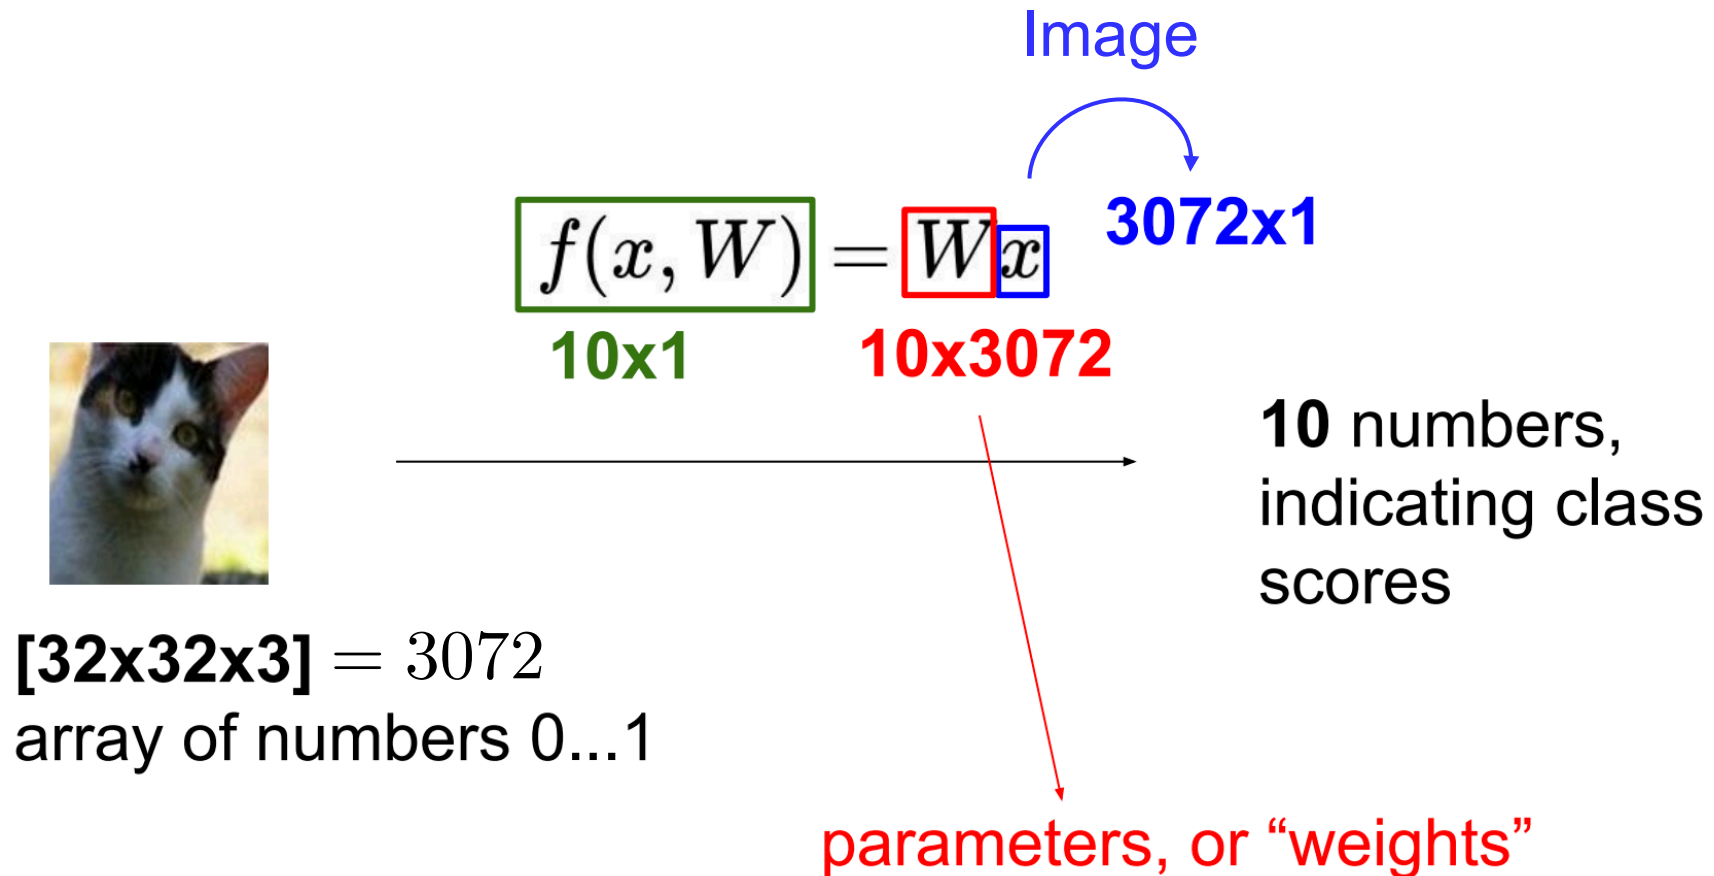 Image
3072x1
f(x, W) = Wx
10x1
10x3072
10 numbers,
indicating class
scores
[32x32x3] = 3072
array of numbers 0...1
parameters, or “weights”